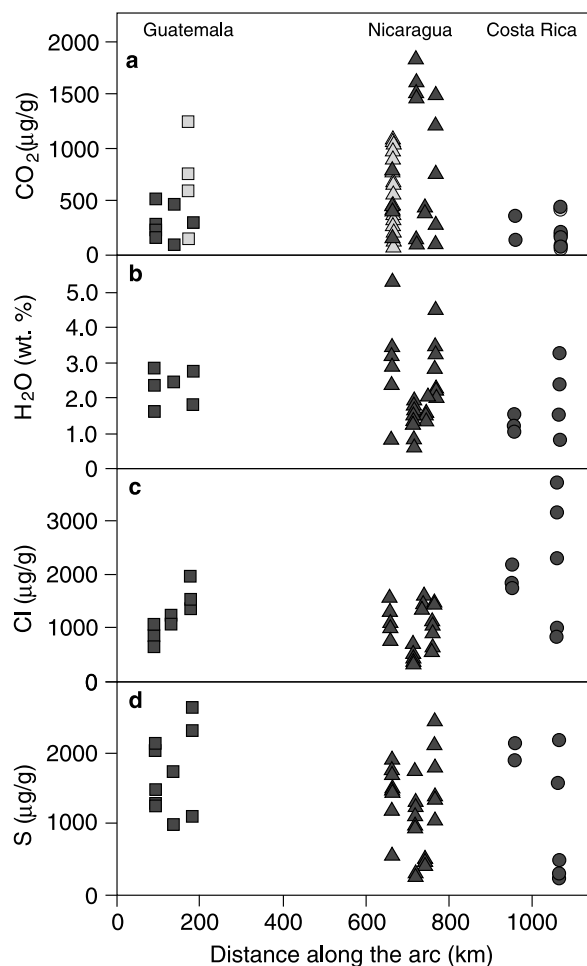 Guatemala Nicaragua Costa Rica
a
CO₂(μg/g)
2000
1500
1000
500
0
b
H₂O (wt. %)
5.0
4.0
3.0
2.0
1.0
0
c
Cl (μg/g)
3000
2000
1000
0
d
S (μg/g)
2000
1000
0
0 200 400 600 800 1000
Distance along the arc (km)